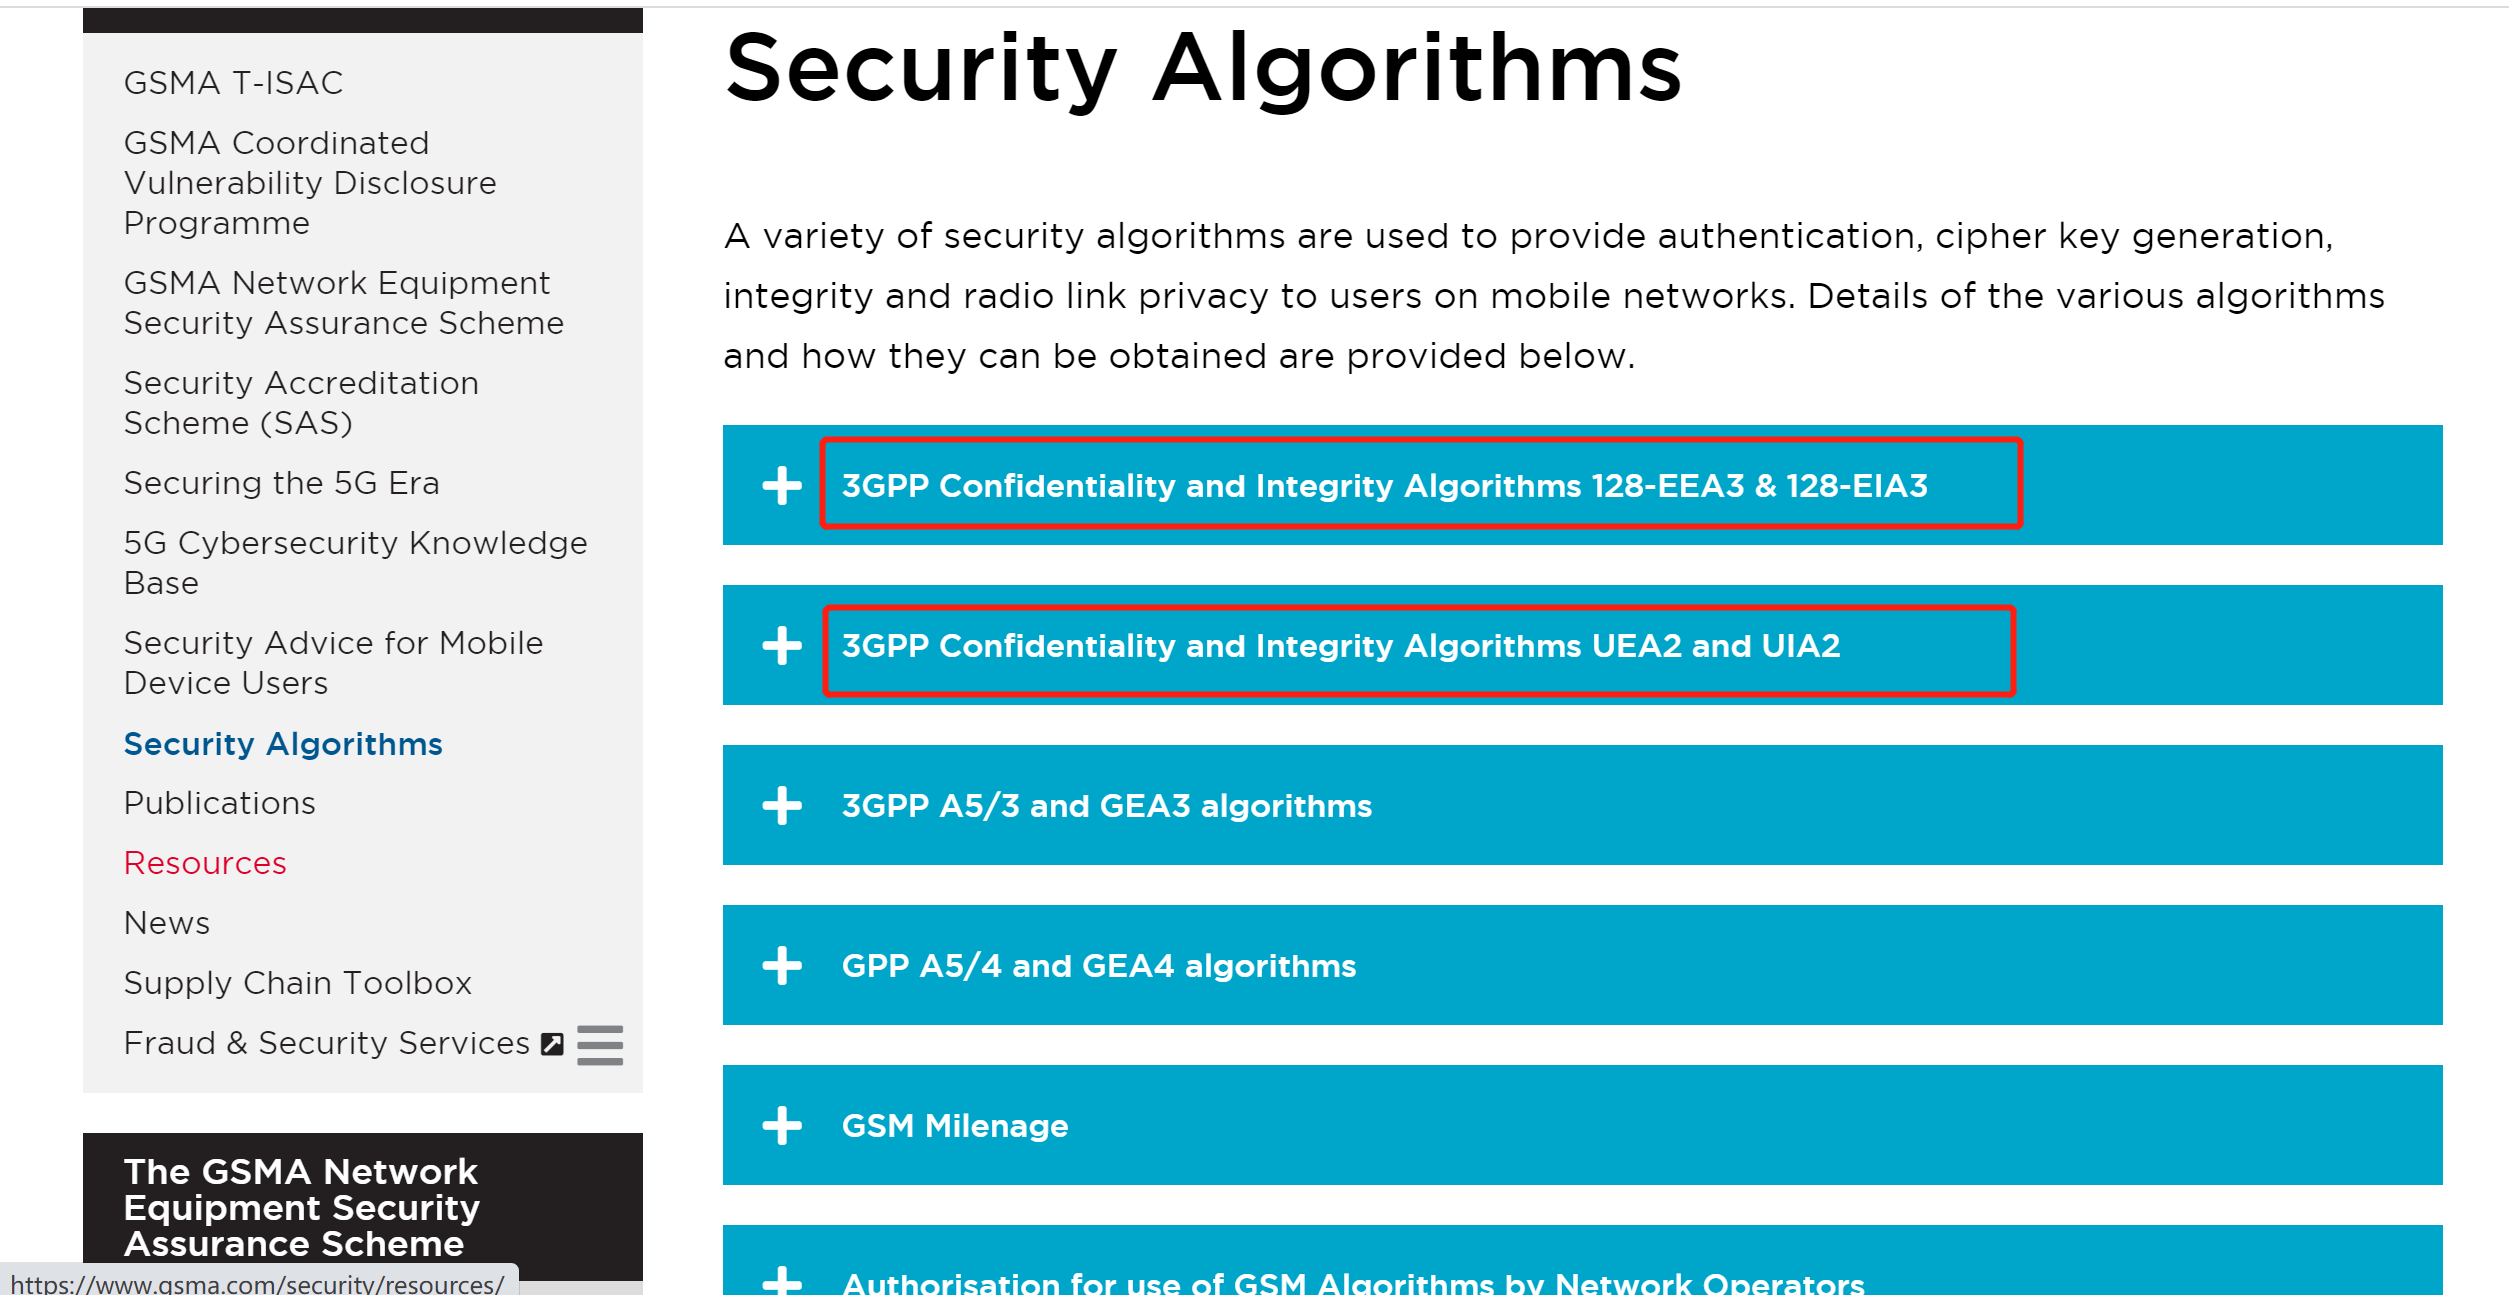 GSMA T-ISAC
GSMA Coordinated
Vulnerability Disclosure
Programme
GSMA Network Equipment
Security Assurance Scheme
Security Accreditation
Scheme (SAS)
Securing the 5G Era
5G Cybersecurity Knowledge
Base
Security Advice for Mobile
Device Users
Security Algorithms
Publications
Resources
News
Supply Chain Toolbox
Fraud & Security Services
The GSMA Network
Equipment Security
Assurance Scheme
https://www.gsma.com/security/resources/
Security Algorithms
A variety of security algorithms are used to provide authentication, cipher key generation,
integrity and radio link privacy to users on mobile networks. Details of the various algorithms
and how they can be obtained are provided below.
3GPP Confidentiality and Integrity Algorithms 128-EEA3 & 128-EIA3
3GPP Confidentiality and Integrity Algorithms UEA2 and UIA2
3GPP A5/3 and GEA3 algorithms
GPP A5/4 and GEA4 algorithms
GSM Milenage
Authorisation for use of GSM Algorithms by Network Operators